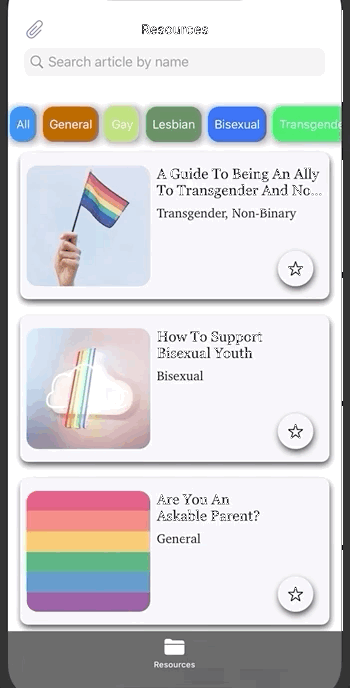 Resources
Search article by name
All
General
Gay
Lesbian
Bisexual
Transgende
A Guide To Being An Ally
To Transgender And No...
Transgender, Non-Binary
How To Support
Bisexual Youth
Bisexual
Are You An
Askable Parent?
General
Resources